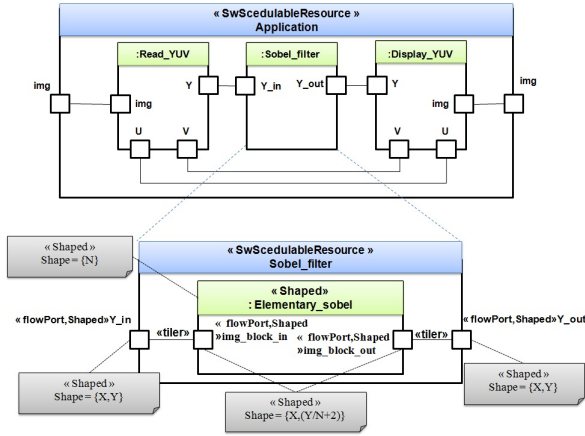 « SwScedulableResource »
Application
:Read_YUV
:Sobel_filter
:Display_YUV
img
img
Y
Y_in
Y_out
Y
img
img
U
V
V
U
« Shaped »
Shape = {N}
« SwScedulableResource »
Sobel_filter
« Shaped»
: Elementary_sobel
« flowPort,Shaped»Y_in
«tiler»
« flowPort,Shaped
»img_block_in
« flowPort,Shaped
»img_block_out
«tiler»
« flowPort,Shaped»Y_out
« Shaped »
Shape = {X,Y}
« Shaped »
Shape = {X,(Y/N+2)}
« Shaped »
Shape = {X,Y}